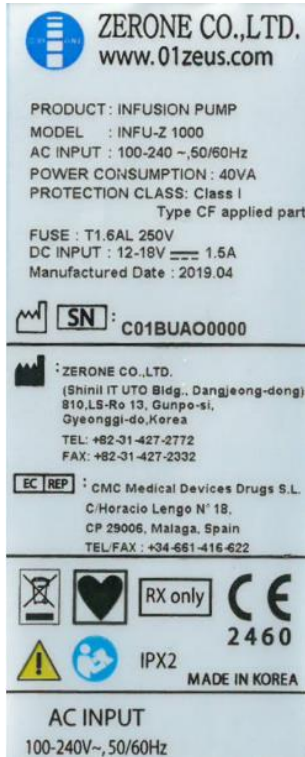 ZERONE CO.,LTD.
www.01zeus.com
PRODUCT : INFUSION PUMP
MODEL : INFU-Z 1000
AC INPUT : 100-240 ~,50/60Hz
POWER CONSUMPTION : 40VA
PROTECTION CLASS: Class I
Type CF applied part
FUSE : T1.6AL 250V
DC INPUT : 12-18V 1.5A
Manufactured Date : 2019.04
SN : C01BUAO0000
: ZERONE CO.,LTD.
(Shinil IT UTO Bldg., Dangjeong-dong)
810,LS-Ro 13, Gunpo-si,
Gyeonggi-do,Korea
TEL: +82-31-427-2772
FAX: +82-31-427-2332
EC REP : CMC Medical Devices Drugs S.L.
C/Horacio Lengo N° 18,
CP 29006, Malaga, Spain
TEL/FAX : +34-661-416-622
RX only
CE
2460
IPX2
MADE IN KOREA
AC INPUT
100-240V~, 50/60Hz